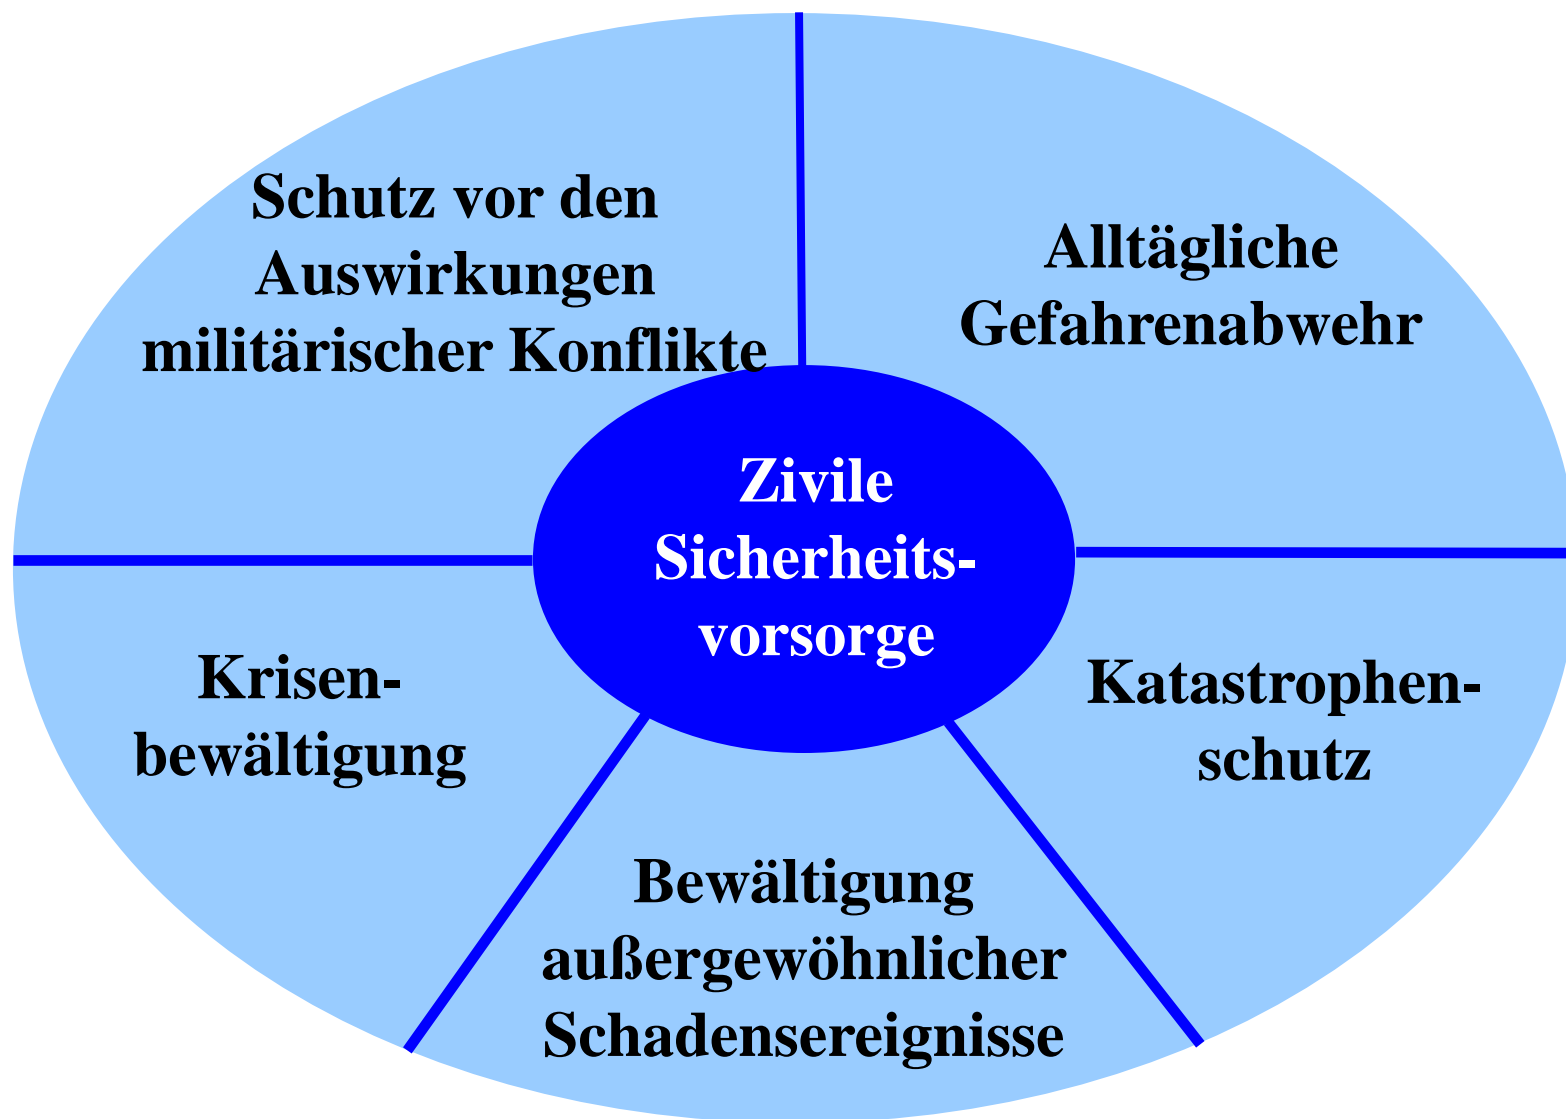 Schutz vor den
Auswirkungen
militärischer Konflikte
Alltägliche
Gefahrenabwehr
Zivile
Sicherheits-
vorsorge
Krisen-
bewältigung
Katastrophen-
schutz
Bewältigung
außergewöhnlicher
Schadensereignisse